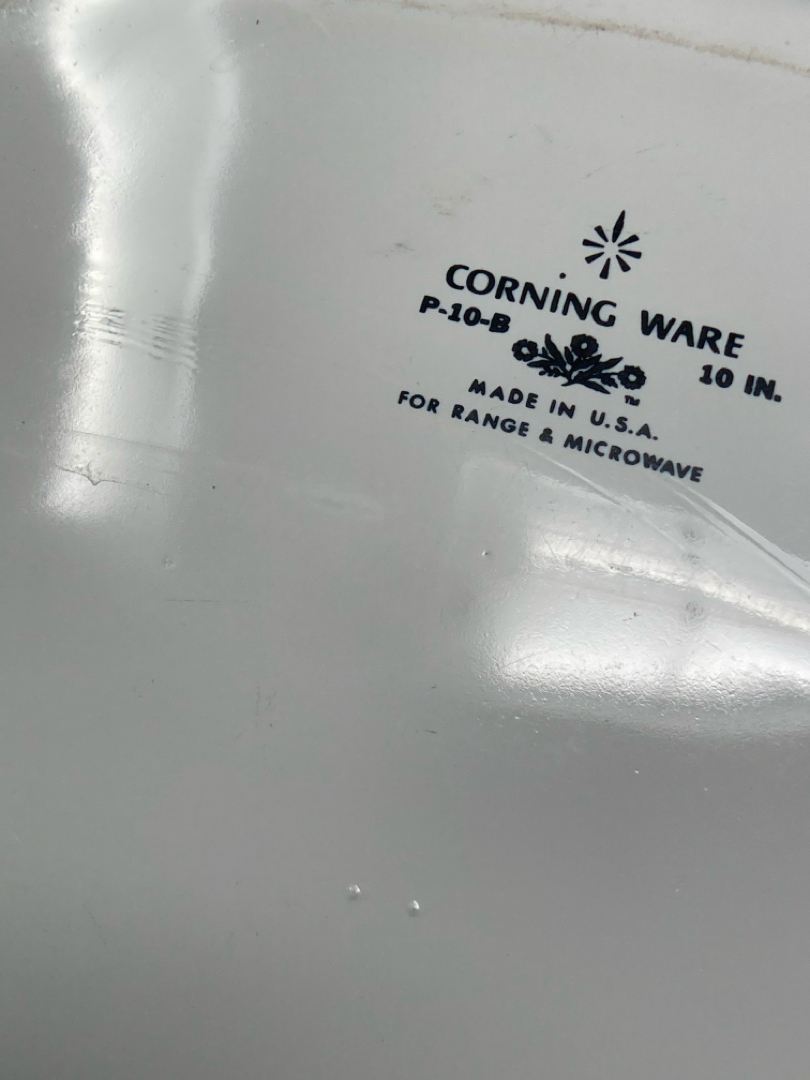 CORNING WARE
P-10-B 10 IN.
TM
MADE IN U.S.A.
FOR RANGE & MICROWAVE